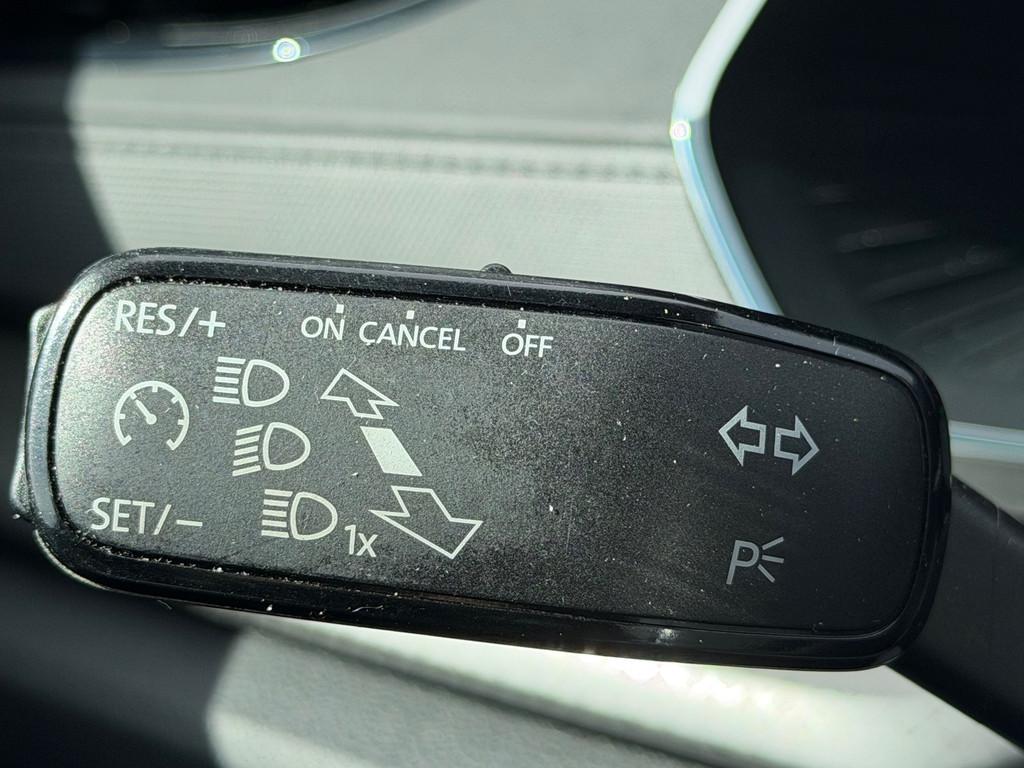 RES/+
ON CANCEL OFF
SET/−
1x
P